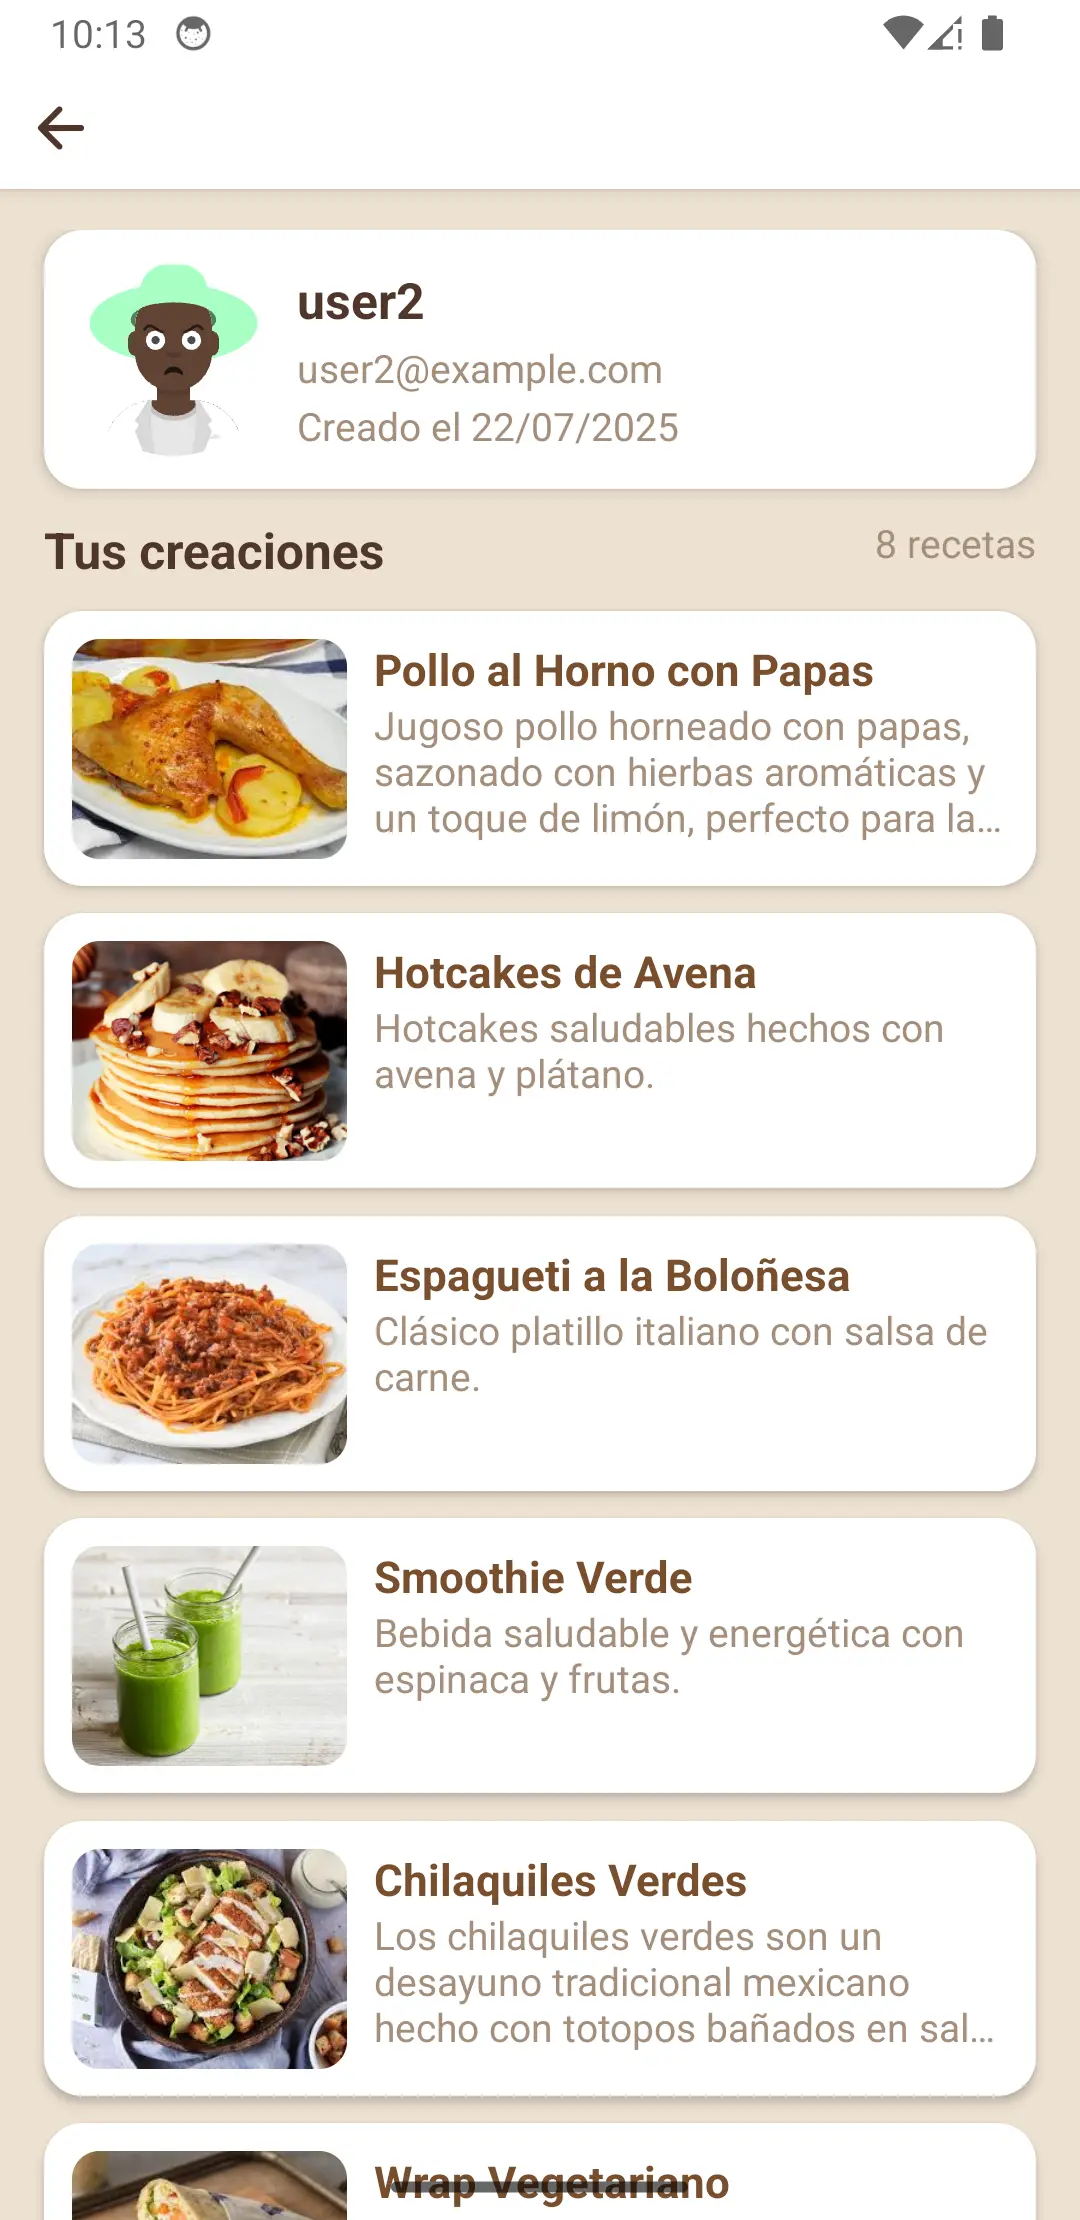 10:13
user2
user2@example.com
Creado el 22/07/2025
Tus creaciones
8 recetas
Pollo al Horno con Papas
Jugoso pollo horneado con papas,
sazonado con hierbas aromáticas y
un toque de limón, perfecto para la…
Hotcakes de Avena
Hotcakes saludables hechos con
avena y plátano.
Espagueti a la Boloñesa
Clásico platillo italiano con salsa de
carne.
Smoothie Verde
Bebida saludable y energética con
espinaca y frutas.
Chilaquiles Verdes
Los chilaquiles verdes son un
desayuno tradicional mexicano
hecho con totopos bañados en sal…
Wrap Vegetariano